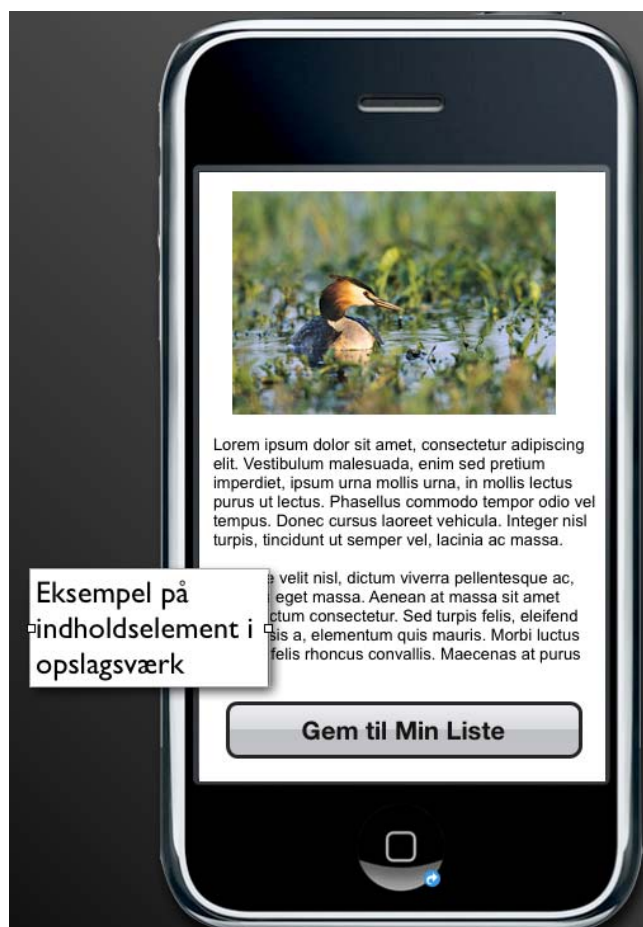 Lorem ipsum dolor sit amet, consectetur adipiscing
elit. Vestibulum malesuada, enim sed pretium
imperdiet, ipsum urna mollis urna, in mollis lectus
purus ut lectus. Phasellus commodo tempor odio vel
tempus. Donec cursus laoreet vehicula. Integer nisl
turpis, tincidunt ut semper vel, lacinia ac massa.
velit nisl, dictum viverra pellentesque ac,
eget massa. Aenean at massa sit amet
consectetur. Sed turpis felis, eleifend
a, elementum quis mauris. Morbi luctus
felis rhoncus convallis. Maecenas at purus
Eksempel på
indholdselement i
opslagsværk
Gem til Min Liste